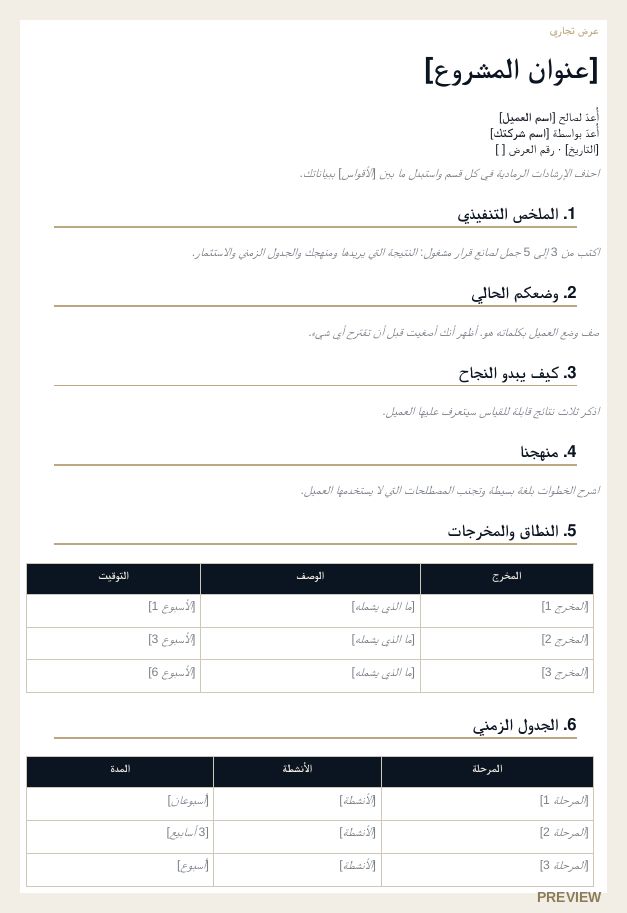 عرض تجاري
[عنوان المشروع]
أُعدّ لصالح [اسم العميل]
أُعدّ بواسطة [اسم شركتك]
[التاريخ] · رقم العرض [ ]
احذف الإرشادات الرمادية في كل قسم واستبدل ما بين [الأقواس] ببياناتك.
1. الملخص التنفيذي
اكتب من 3 إلى 5 جمل لصانع قرار مشغول: النتيجة التي يريدها ومنهجك والجدول الزمني والاستثمار.
2. وضعكم الحالي
صف وضع العميل بكلماته هو. أظهر أنك أصغيت قبل أن تقترح أي شيء.
3. كيف يبدو النجاح
اذكر ثلاث نتائج قابلة للقياس سيتعرف عليها العميل.
4. منهجنا
اشرح الخطوات بلغة بسيطة وتجنب المصطلحات التي لا يستخدمها العميل.
5. النطاق والمخرجات
المخرج الوصف التوقيت
[المخرج 1] [ما الذي يشمله] [الأسبوع 1]
[المخرج 2] [ما الذي يشمله] [الأسبوع 3]
[المخرج 3] [ما الذي يشمله] [الأسبوع 6]
6. الجدول الزمني
المرحلة الأنشطة المدة
[المرحلة 1] [الأنشطة] [أسبوعان]
[المرحلة 2] [الأنشطة] [3 أسابيع]
[المرحلة 3] [الأنشطة] [أسبوع]
PREVIEW